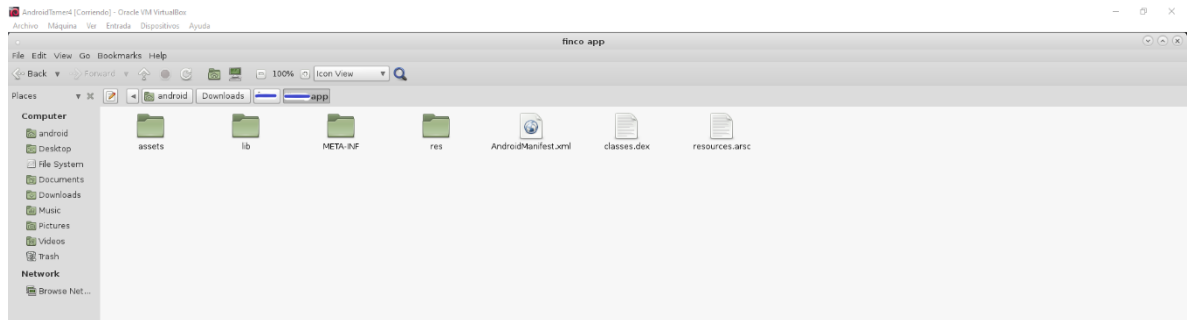 AndroidTamer4 [Corriendo] - Oracle VM VirtualBox
Archivo Máquina Ver Entrada Dispositivos Ayuda
finco app
File Edit View Go Bookmarks Help
Back Forward 100% Icon View
Places android Downloads app
Computer
android
Desktop
File System
Documents
Downloads
Music
Pictures
Videos
Trash
Network
Browse Net...
assets lib META-INF res AndroidManifest.xml classes.dex resources.arsc